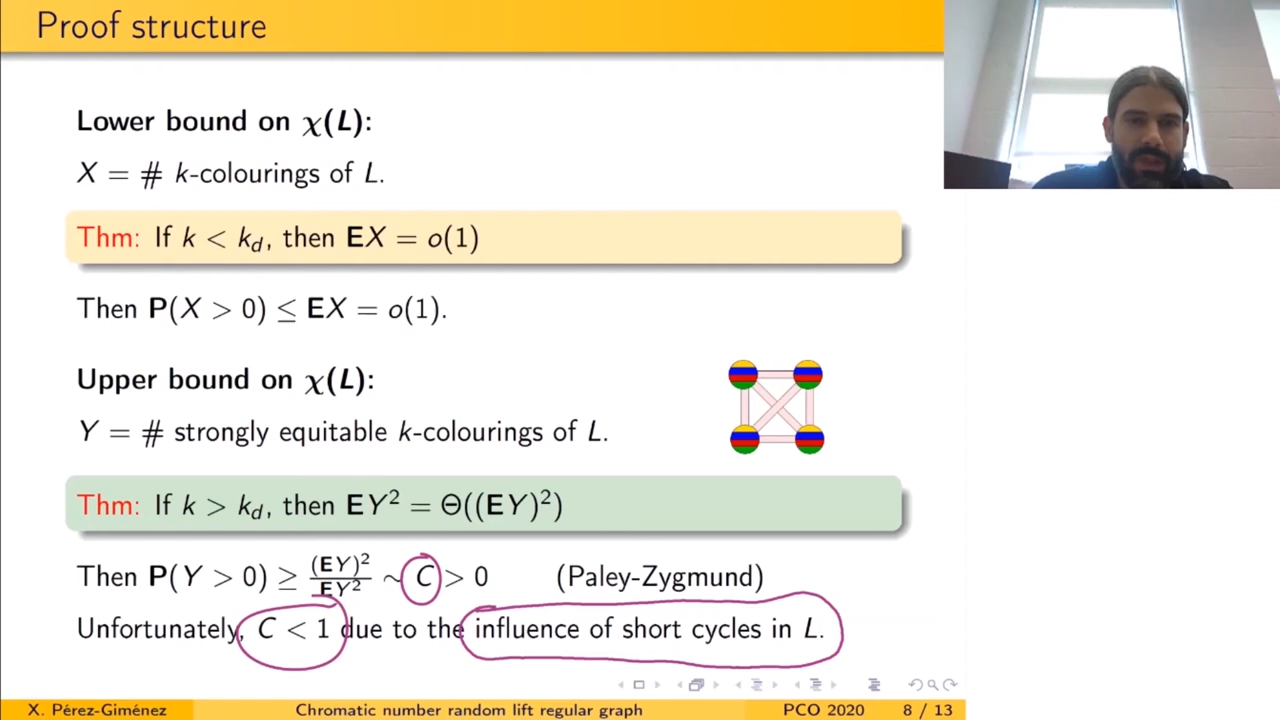 Proof structure
Lower bound on χ(L):
X = # k-colourings of L.
Thm: If k < k_d, then EX = o(1)
Then P(X > 0) ≤ EX = o(1).
Upper bound on χ(L):
Y = # strongly equitable k-colourings of L.
Thm: If k > k_d, then EY² = Θ((EY)²)
Then P(Y > 0) ≥ (EY)²/EY² ~ C > 0 (Paley-Zygmund)
Unfortunately, C < 1 due to the influence of short cycles in L.
X. Pérez-Giménez Chromatic number random lift regular graph PCO 2020 8 / 13